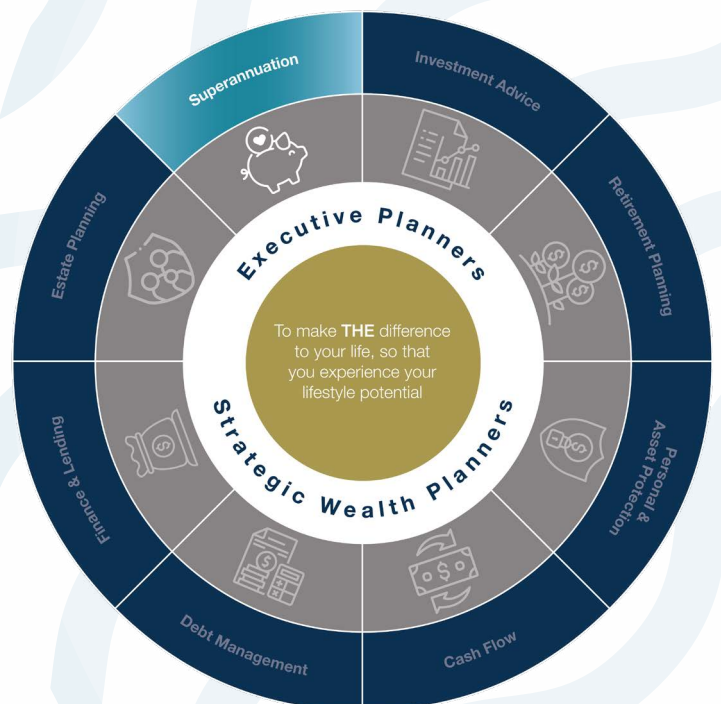 Superannuation
Investment Advice
Retirement Planning
Personal &
Asset Protection
Cash Flow
Debt Management
Finance & Lending
Estate Planning
Executive Planners
To make THE difference
to your life, so that
you experience your
lifestyle potential
Strategic Wealth Planners